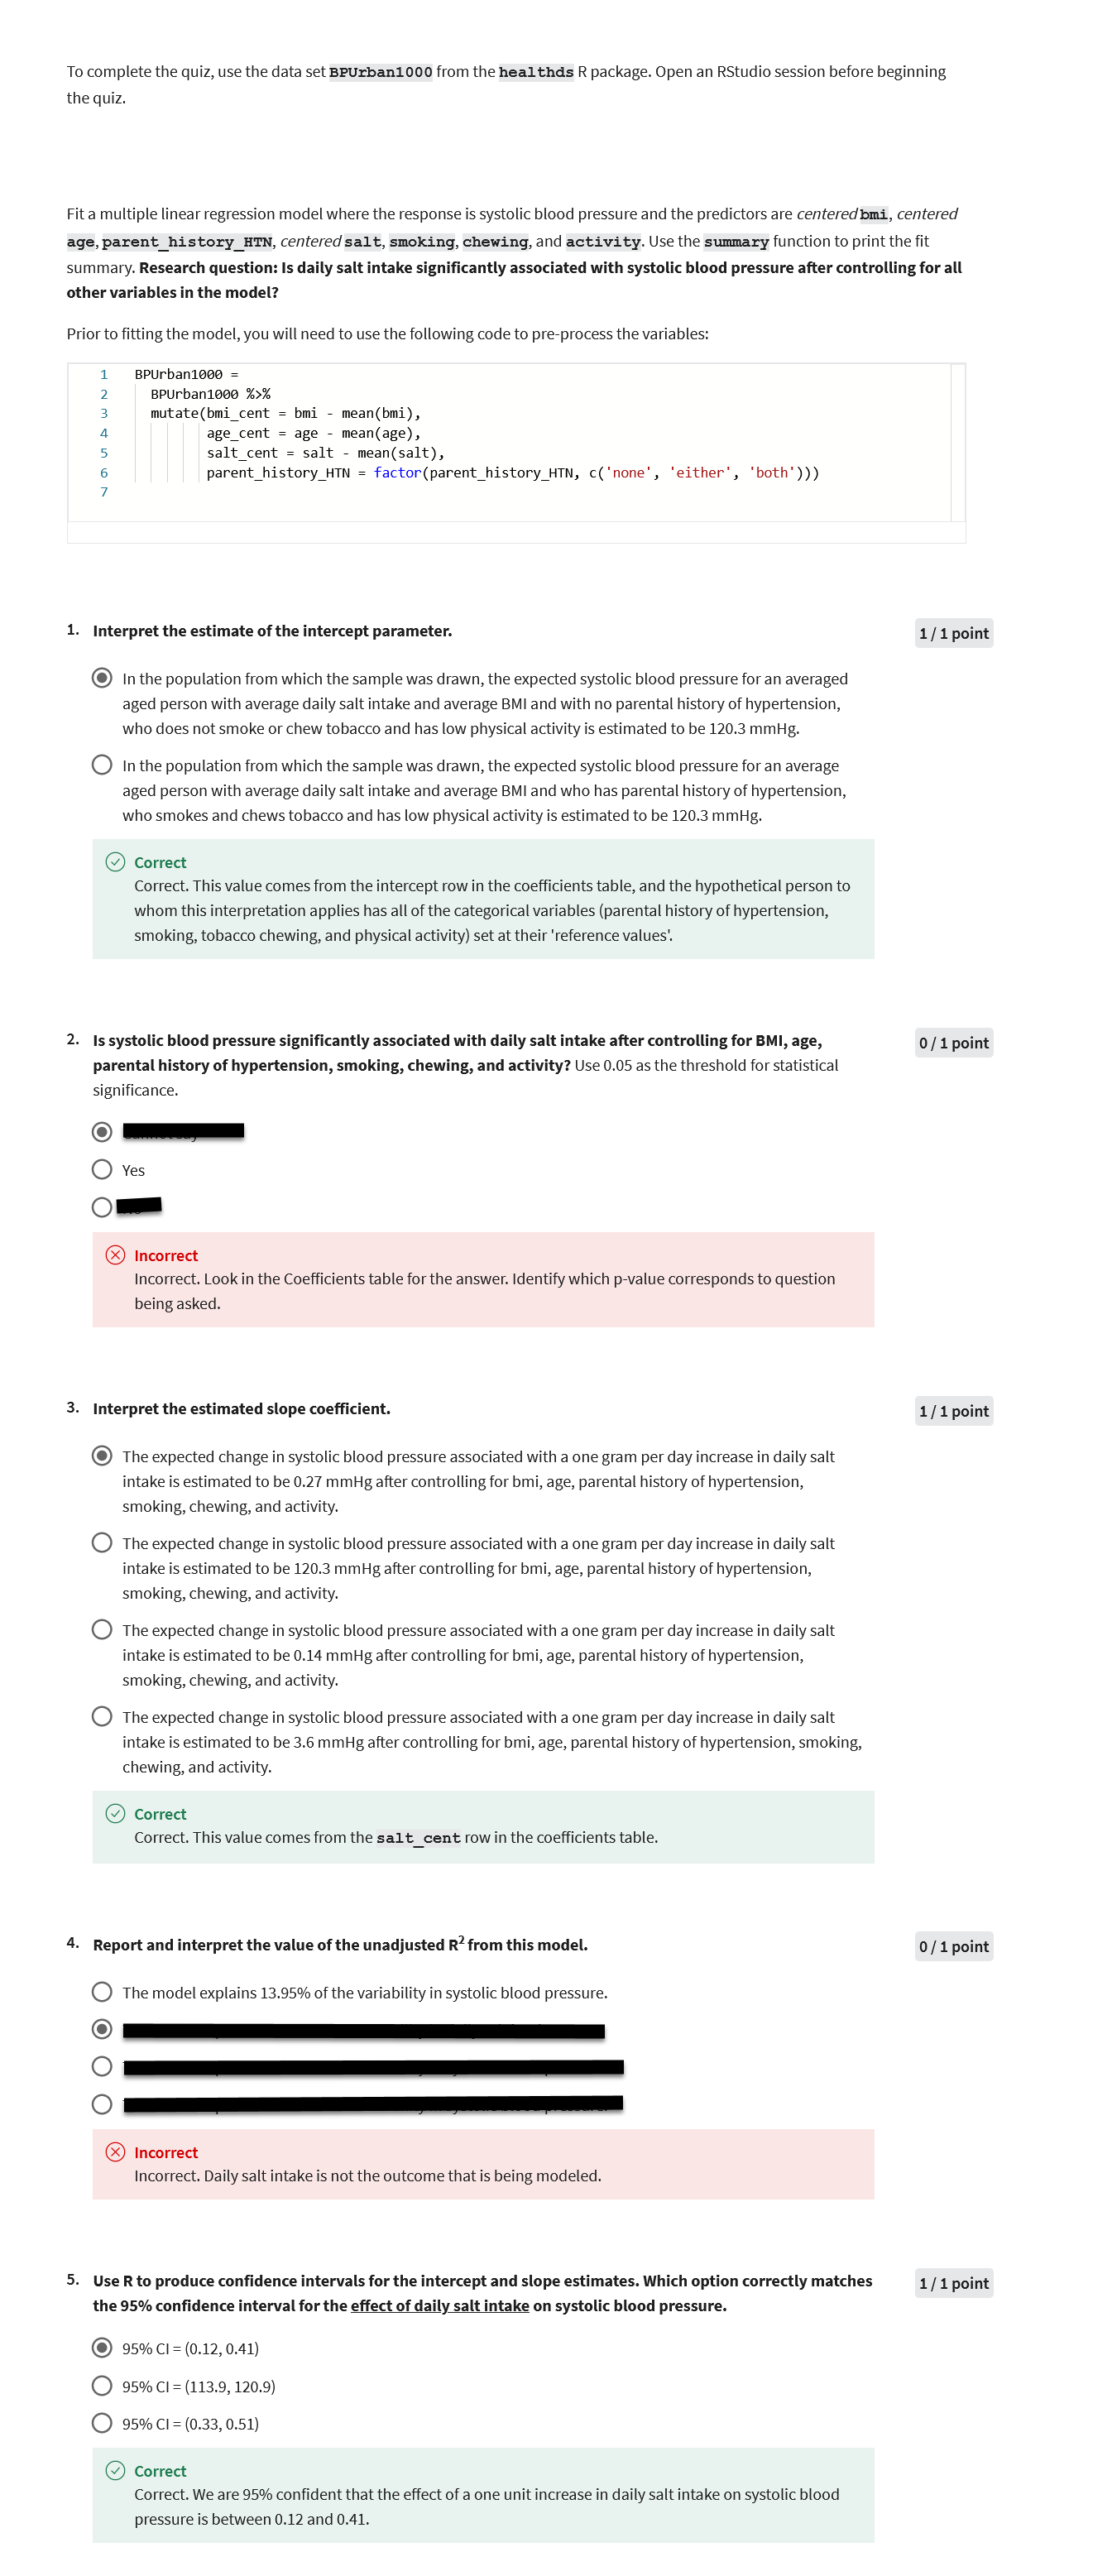 To complete the quiz, use the data set BPUrban1000 from the healthds R package. Open an RStudio session before beginning
the quiz.
Fit a multiple linear regression model where the response is systolic blood pressure and the predictors are centered bmi, centered
age, parent_history_HTN, centered salt, smoking, chewing, and activity. Use the summary function to print the fit
summary. Research question: Is daily salt intake significantly associated with systolic blood pressure after controlling for all
other variables in the model?
Prior to fitting the model, you will need to use the following code to pre-process the variables:
1 BPUrban1000 =
2 BPUrban1000 %>%
3 mutate(bmi_cent = bmi - mean(bmi),
4 age_cent = age - mean(age),
5 salt_cent = salt - mean(salt),
6 parent_history_HTN = factor(parent_history_HTN, c('none', 'either', 'both')))
7
1. Interpret the estimate of the intercept parameter. 1 / 1 point
In the population from which the sample was drawn, the expected systolic blood pressure for an averaged
aged person with average daily salt intake and average BMI and with no parental history of hypertension,
who does not smoke or chew tobacco and has low physical activity is estimated to be 120.3 mmHg.
In the population from which the sample was drawn, the expected systolic blood pressure for an average
aged person with average daily salt intake and average BMI and who has parental history of hypertension,
who smokes and chews tobacco and has low physical activity is estimated to be 120.3 mmHg.
Correct
Correct. This value comes from the intercept row in the coefficients table, and the hypothetical person to
whom this interpretation applies has all of the categorical variables (parental history of hypertension,
smoking, tobacco chewing, and physical activity) set at their 'reference values'.
2. Is systolic blood pressure significantly associated with daily salt intake after controlling for BMI, age, 0 / 1 point
parental history of hypertension, smoking, chewing, and activity? Use 0.05 as the threshold for statistical
significance.
Yes
Incorrect
Incorrect. Look in the Coefficients table for the answer. Identify which p-value corresponds to question
being asked.
3. Interpret the estimated slope coefficient. 1 / 1 point
The expected change in systolic blood pressure associated with a one gram per day increase in daily salt
intake is estimated to be 0.27 mmHg after controlling for bmi, age, parental history of hypertension,
smoking, chewing, and activity.
The expected change in systolic blood pressure associated with a one gram per day increase in daily salt
intake is estimated to be 120.3 mmHg after controlling for bmi, age, parental history of hypertension,
smoking, chewing, and activity.
The expected change in systolic blood pressure associated with a one gram per day increase in daily salt
intake is estimated to be 0.14 mmHg after controlling for bmi, age, parental history of hypertension,
smoking, chewing, and activity.
The expected change in systolic blood pressure associated with a one gram per day increase in daily salt
intake is estimated to be 3.6 mmHg after controlling for bmi, age, parental history of hypertension, smoking,
chewing, and activity.
Correct
Correct. This value comes from the salt_cent row in the coefficients table.
4. Report and interpret the value of the unadjusted R² from this model. 0 / 1 point
The model explains 13.95% of the variability in systolic blood pressure.
Incorrect
Incorrect. Daily salt intake is not the outcome that is being modeled.
5. Use R to produce confidence intervals for the intercept and slope estimates. Which option correctly matches 1 / 1 point
the 95% confidence interval for the effect of daily salt intake on systolic blood pressure.
95% CI = (0.12, 0.41)
95% CI = (113.9, 120.9)
95% CI = (0.33, 0.51)
Correct
Correct. We are 95% confident that the effect of a one unit increase in daily salt intake on systolic blood
pressure is between 0.12 and 0.41.